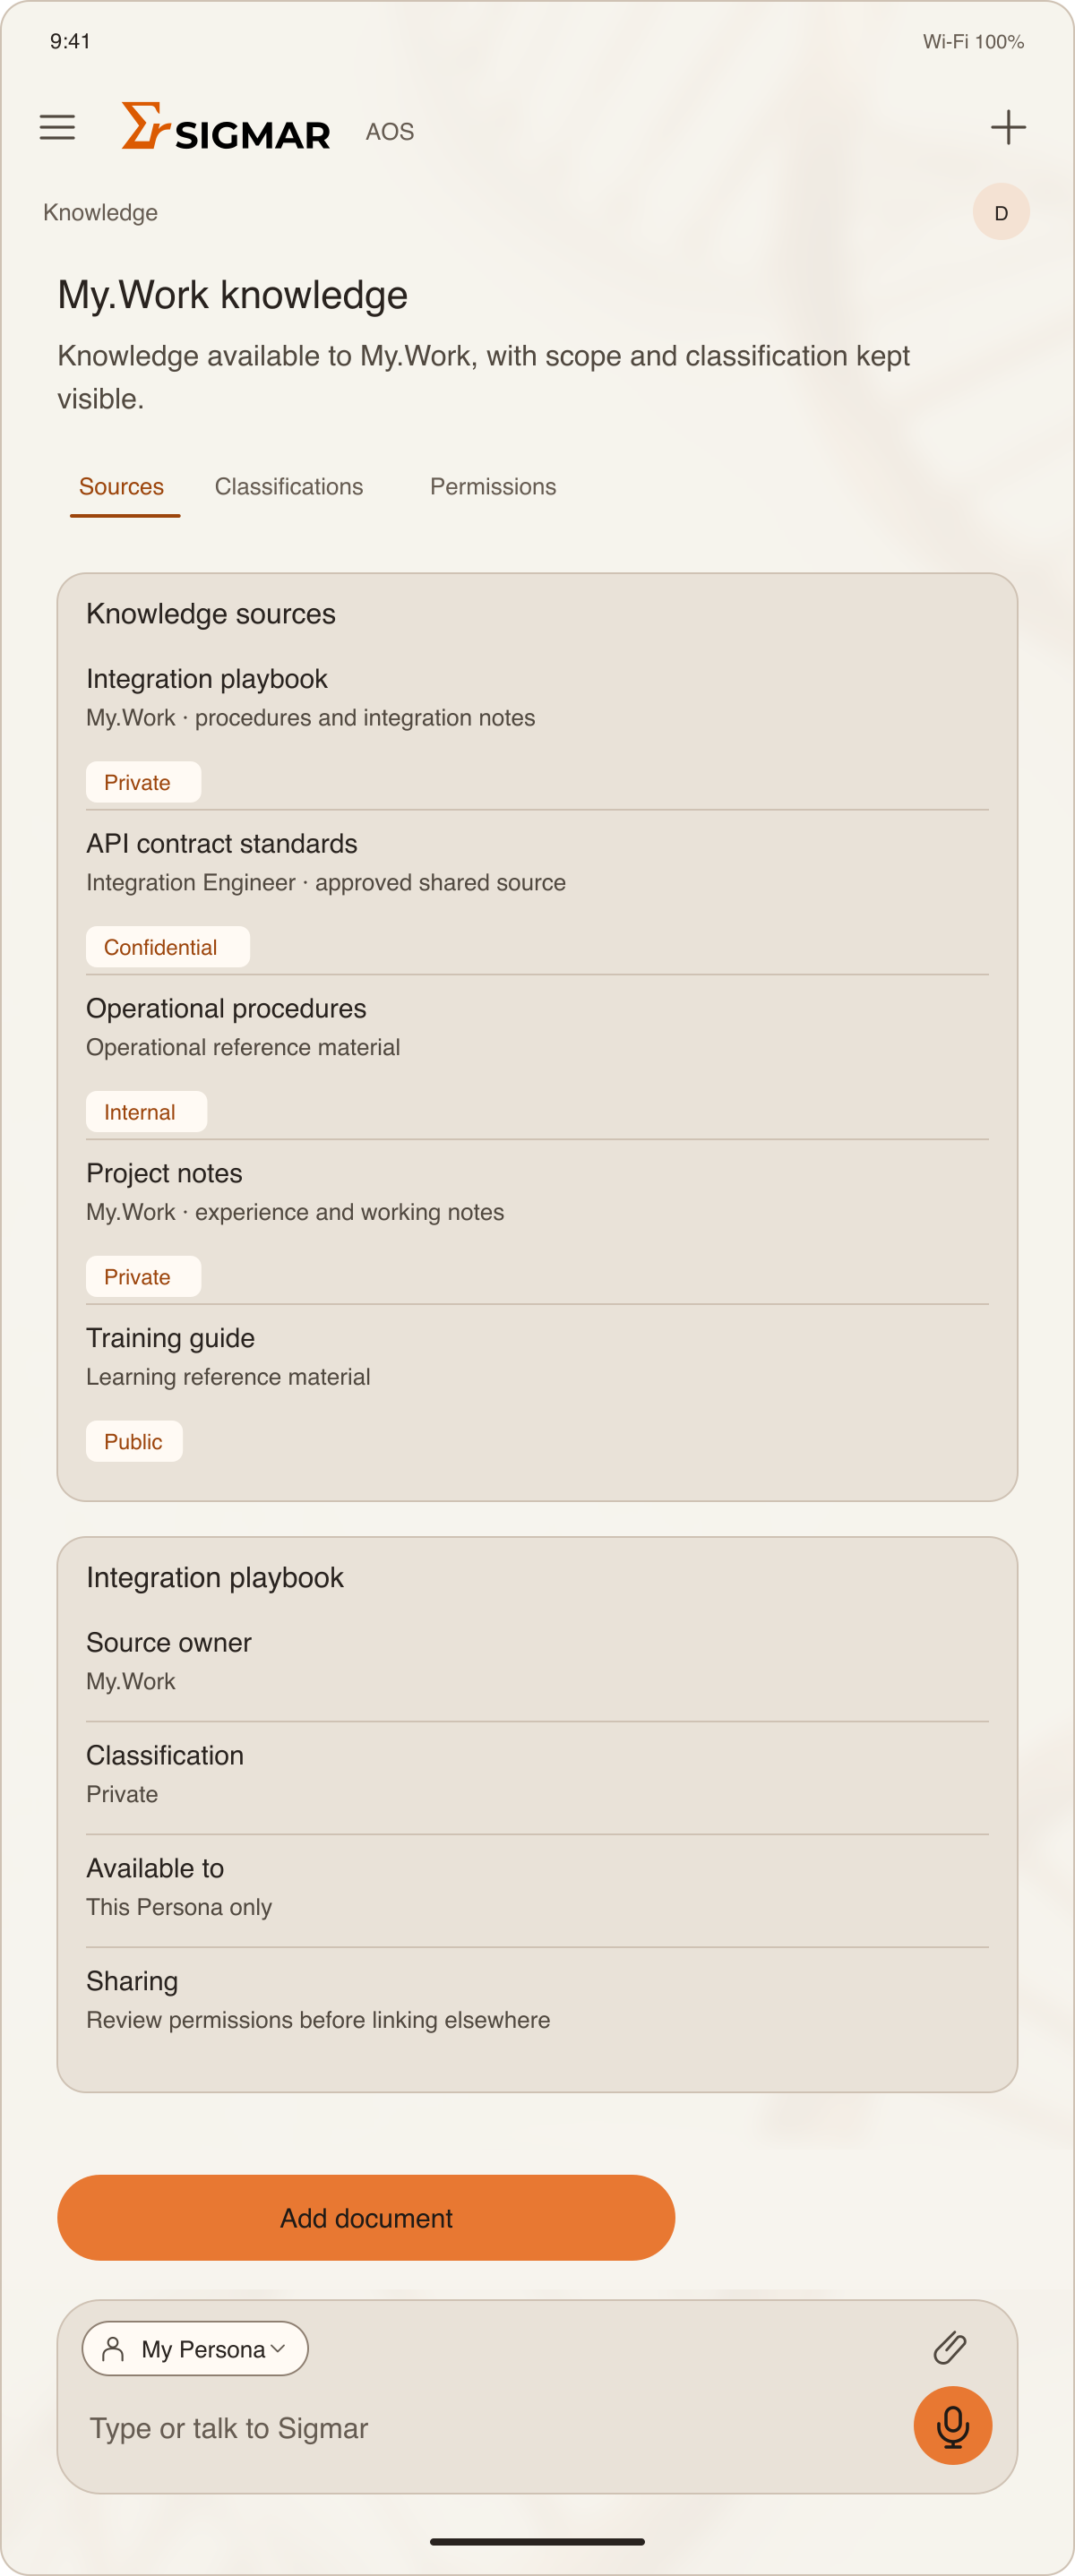 9:41
Wi-Fi 100%
Σr SIGMAR AOS
Knowledge
D
My.Work knowledge
Knowledge available to My.Work, with scope and classification kept
visible.
Sources Classifications Permissions
Knowledge sources
Integration playbook
My.Work · procedures and integration notes
Private
API contract standards
Integration Engineer · approved shared source
Confidential
Operational procedures
Operational reference material
Internal
Project notes
My.Work · experience and working notes
Private
Training guide
Learning reference material
Public
Integration playbook
Source owner
My.Work
Classification
Private
Available to
This Persona only
Sharing
Review permissions before linking elsewhere
Add document
My Persona
Type or talk to Sigmar